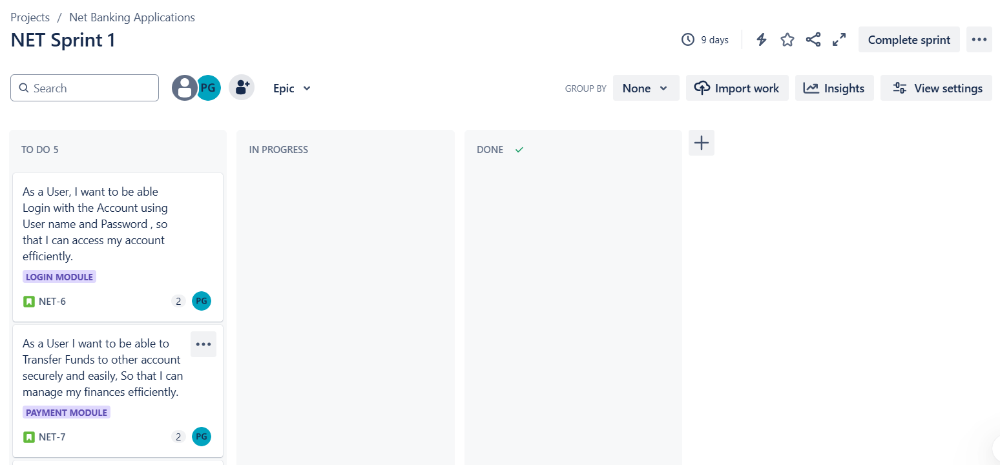 Projects / Net Banking Applications
NET Sprint 1
9 days
Complete sprint
Search
PG
Epic
GROUP BY
None
Import work
Insights
View settings
TO DO 5
IN PROGRESS
DONE
As a User, I want to be able
Login with the Account using
User name and Password , so
that I can access my account
efficiently.
LOGIN MODULE
NET-6
2
PG
As a User I want to be able to
Transfer Funds to other account
securely and easily, So that I can
manage my finances efficiently.
PAYMENT MODULE
NET-7
2
PG